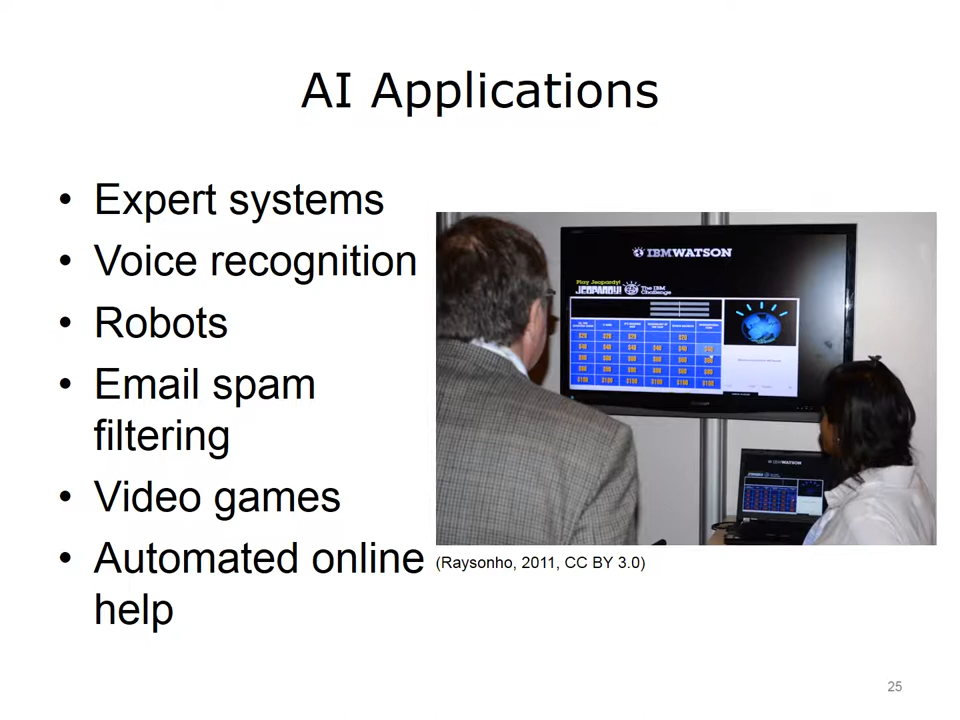 AI Applications
• Expert systems
• Voice recognition
• Robots
• Email spam
filtering
• Video games
• Automated online
help
IBM WATSON
Play Jeopardy!
JEOPARDY! The IBM
Challenge
(Raysonho, 2011, CC BY 3.0)
25